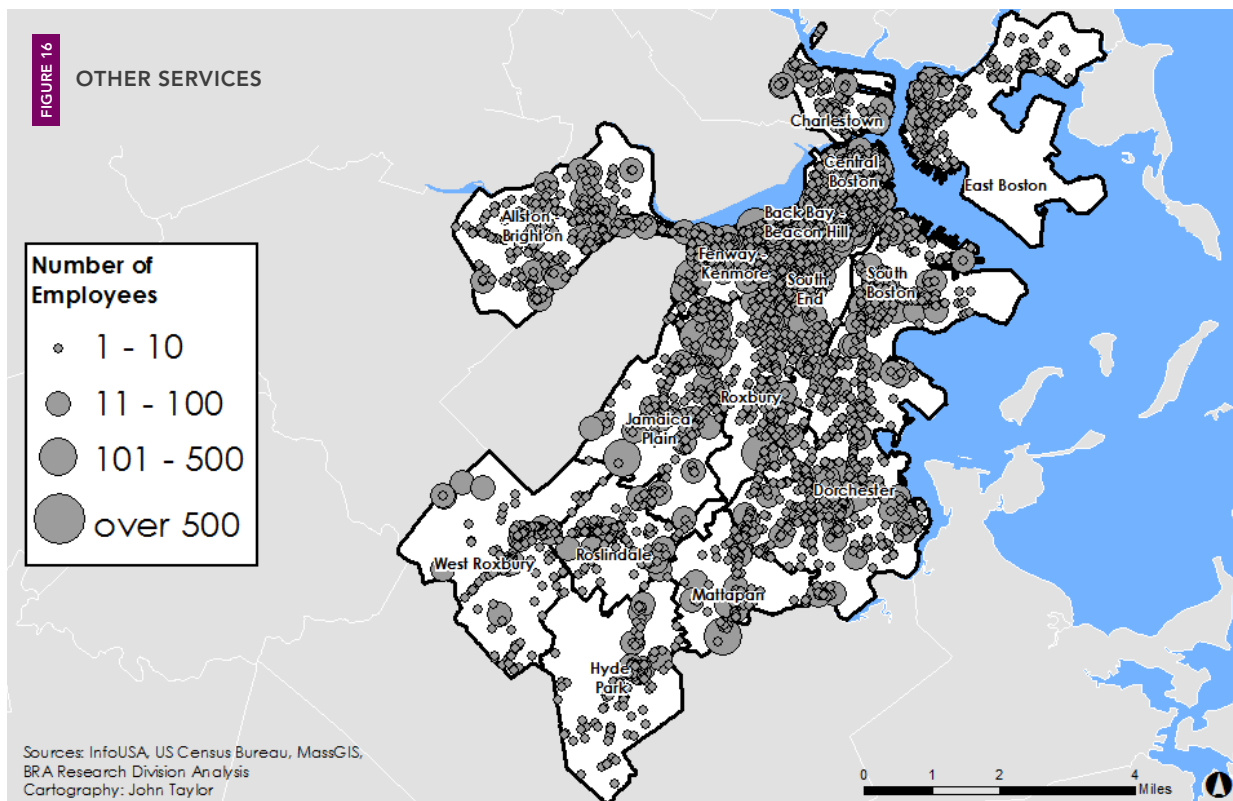 FIGURE 16
OTHER SERVICES
Charlestown
Central
Boston
East Boston
Allston -
Brighton
Back Bay -
Beacon Hill
Fenway -
Kenmore
South
End
South
Boston
Number of
Employees
1 - 10
11 - 100
101 - 500
over 500
Roxbury
Jamaica
Plain
Dorchester
West Roxbury
Roslindale
Mattapan
Hyde
Park
Sources: InfoUSA, US Census Bureau, MassGIS,
BRA Research Division Analysis
Cartography: John Taylor
0 1 2 4
Miles